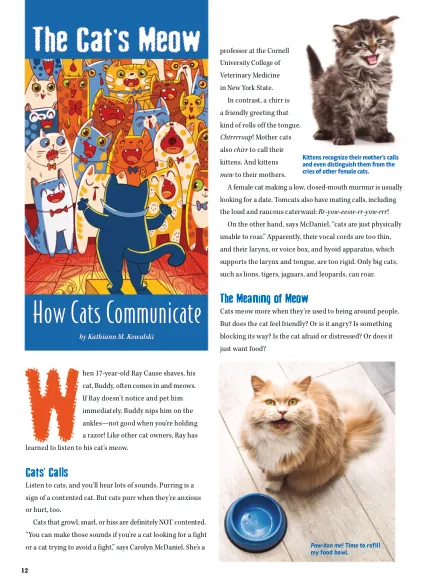 The Cat's Meow
How Cats Communicate
by Kathiann M. Kowalski
When 17-year-old Ray Cause shaves, his
cat, Buddy, often comes in and meows.
If Ray doesn't notice and pet him
immediately, Buddy nips him on the
ankles—not good when you're holding
a razor! Like other cat owners, Ray has
learned to listen to his cat's meow.
Cats' Calls
Listen to cats, and you'll hear lots of sounds. Purring is a
sign of a contented cat. But cats purr when they're anxious
or hurt, too.
Cats that growl, snarl, or hiss are definitely NOT contented.
"You can make those sounds if you're a cat looking for a fight
or a cat trying to avoid a fight," says Carolyn McDaniel. She's a
professor at the Cornell
University College of
Veterinary Medicine
in New York State.
In contrast, a chirr is
a friendly greeting that
kind of rolls off the tongue.
Chirrrroup! Mother cats
also chirr to call their
kittens. And kittens
mew to their mothers.
Kittens recognize their mother's calls
and even distinguish them from the
cries of other female cats.
A female cat making a low, closed-mouth murmur is usually
looking for a date. Tomcats also have mating calls, including
the loud and raucous caterwaul: Rr-yow-eeow-rr-yow-rrr!
On the other hand, says McDaniel, "cats are just physically
unable to roar." Apparently, their vocal cords are too thin,
and their larynx, or voice box, and hyoid apparatus, which
supports the larynx and tongue, are too rigid. Only big cats,
such as lions, tigers, jaguars, and leopards, can roar.
The Meaning of Meow
Cats meow more when they're used to being around people.
But does the cat feel friendly? Or is it angry? Is something
blocking its way? Is the cat afraid or distressed? Or does it
just want food?
Paw-don me! Time to refill
my food bowl.
12